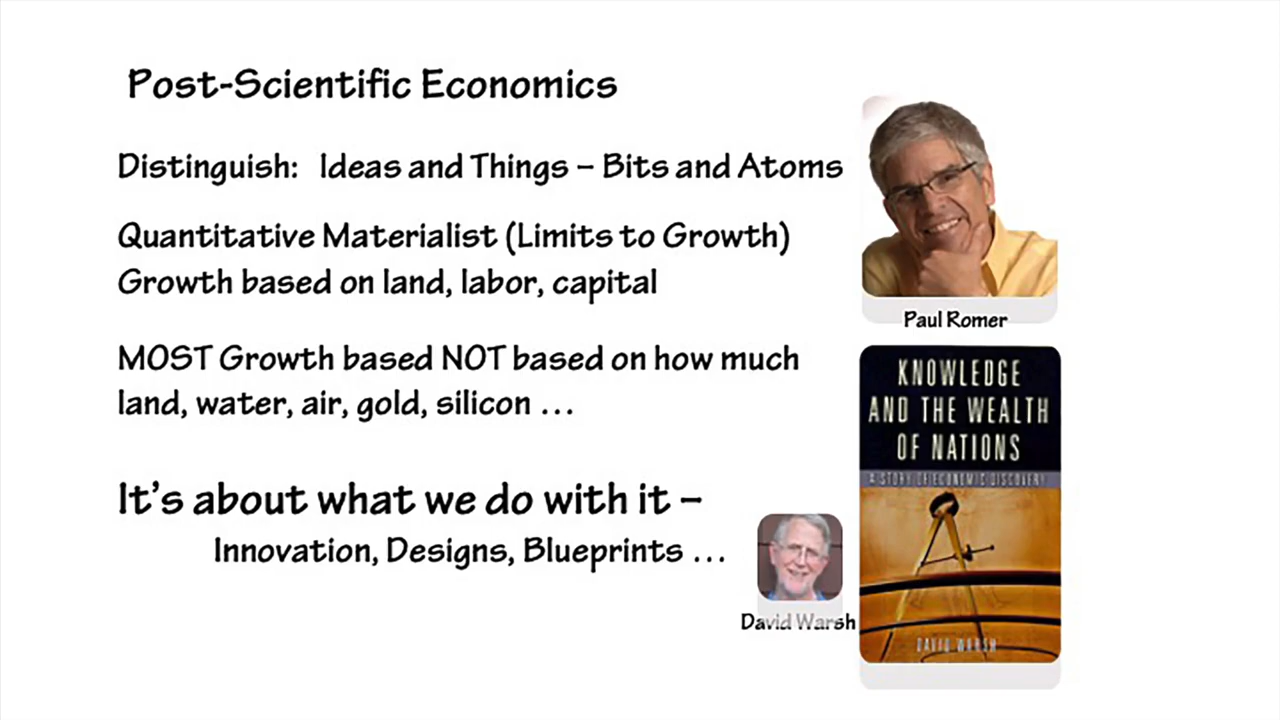 Post-Scientific Economics
Distinguish: Ideas and Things – Bits and Atoms
Quantitative Materialist (Limits to Growth)
Growth based on land, labor, capital
MOST Growth based NOT based on how much
land, water, air, gold, silicon ...
It's about what we do with it –
Innovation, Designs, Blueprints ...
Paul Romer
KNOWLEDGE
AND THE WEALTH
OF NATIONS
A STORY OF ECONOMIC DISCOVERY
DAVID WARSH
David Warsh